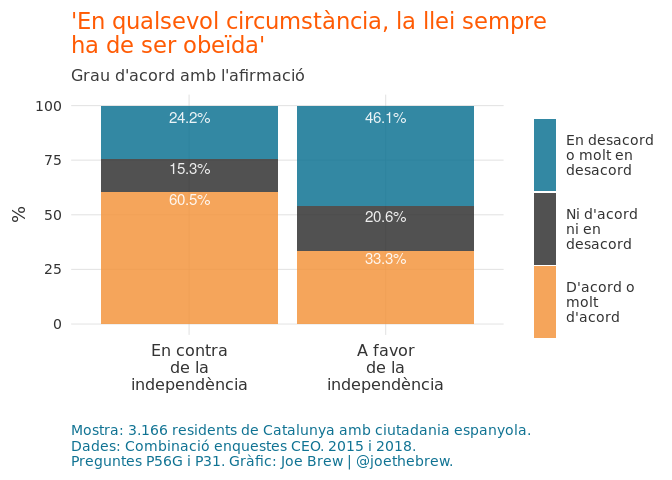 'En qualsevol circumstància, la llei sempre
ha de ser obeïda'
Grau d'acord amb l'afirmació
100
75
50
25
0
%
24.2%
15.3%
60.5%
46.1%
20.6%
33.3%
En contra
de la
independència
A favor
de la
independència
En desacord
o molt en
desacord
Ni d'acord
ni en
desacord
D'acord o
molt
d'acord
Mostra: 3.166 residents de Catalunya amb ciutadania espanyola.
Dades: Combinació enquestes CEO. 2015 i 2018.
Preguntes P56G i P31. Gràfic: Joe Brew | @joethebrew.